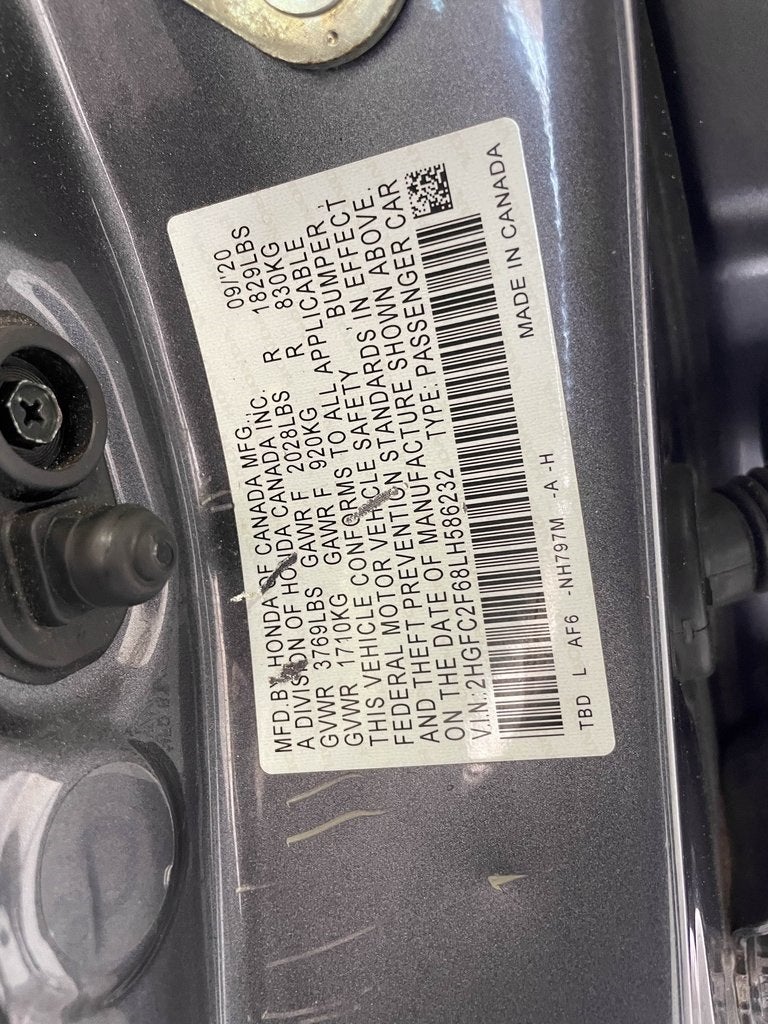 MFD.BY HONDA OF CANADA MFG., 09/'20
A DIVISION OF HONDA CANADA INC.
GVWR 3769LBS GAWR F 2028LBS R 1829LBS
GVWR 1710KG GAWR F 920KG R 830KG
THIS VEHICLE CONFORMS TO ALL APPLICABLE
FEDERAL MOTOR VEHICLE SAFETY, BUMPER,
AND THEFT PREVENTION STANDARDS IN EFFECT
ON THE DATE OF MANUFACTURE SHOWN ABOVE.
V.I.N.:2HGFC2F68LH586232 TYPE: PASSENGER CAR
TBD L AF6 -NH797M -A -H
MADE IN CANADA